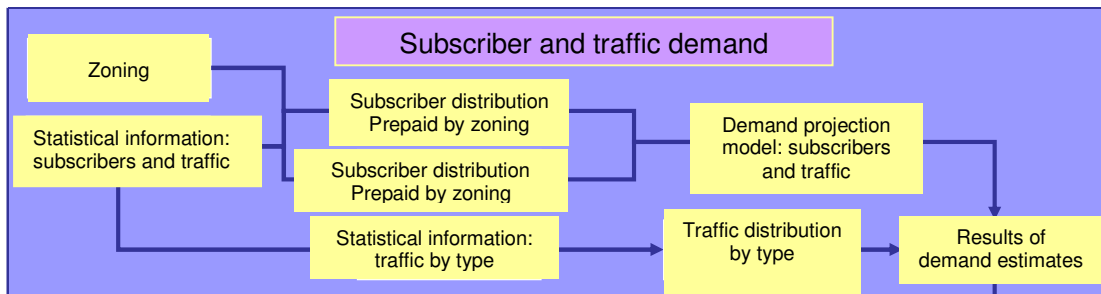 Subscriber and traffic demand
Zoning
Subscriber distribution
Prepaid by zoning
Statistical information:
subscribers and traffic
Demand projection
model: subscribers
and traffic
Subscriber distribution
Prepaid by zoning
Statistical information:
traffic by type
Traffic distribution
by type
Results of
demand estimates